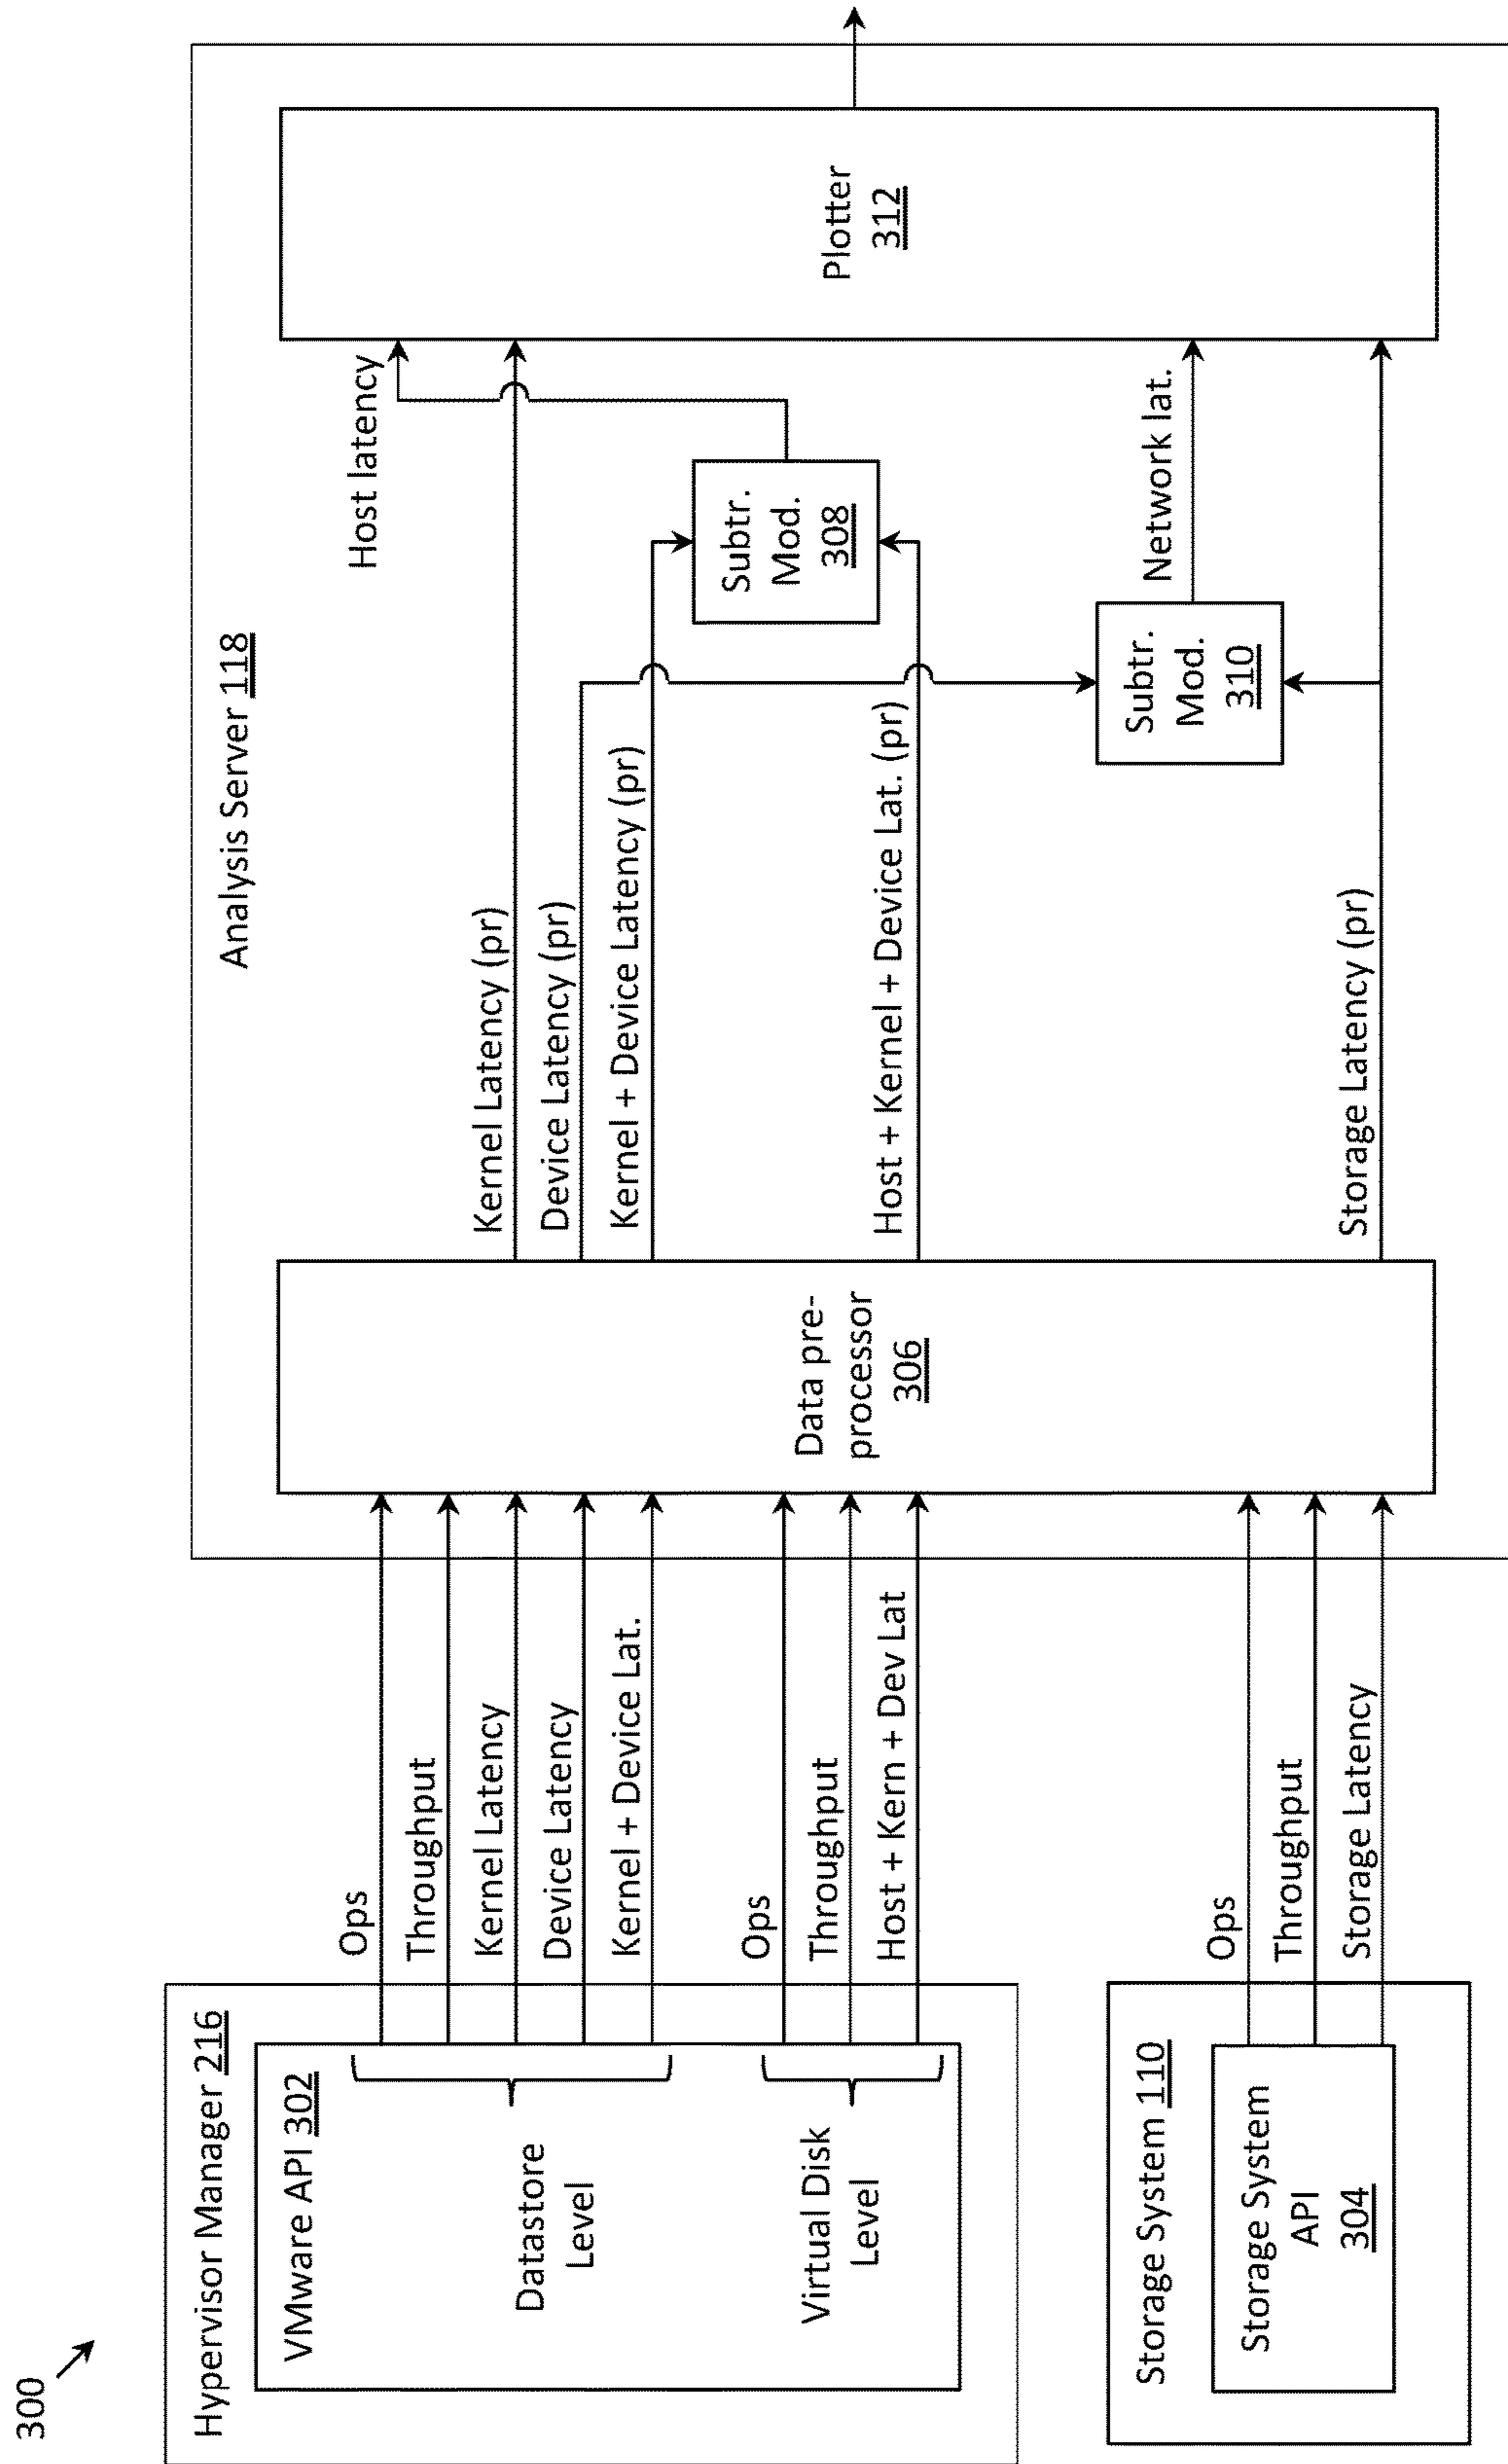 300
Hypervisor Manager 216
VMware API 302
Datastore
Level
Virtual Disk
Level
Storage System 110
Storage System
API
304
Ops
Throughput
Kernel Latency
Device Latency
Kernel + Device Lat.
Ops
Throughput
Host + Kern + Dev Lat
Ops
Throughput
Storage Latency
Analysis Server 118
Data pre-
processor
306
Kernel Latency (pr)
Device Latency (pr)
Kernel + Device Latency (pr)
Host + Kernel + Device Lat. (pr)
Storage Latency (pr)
Subtr.
Mod.
308
Subtr.
Mod.
310
Host latency
Network lat.
Plotter
312